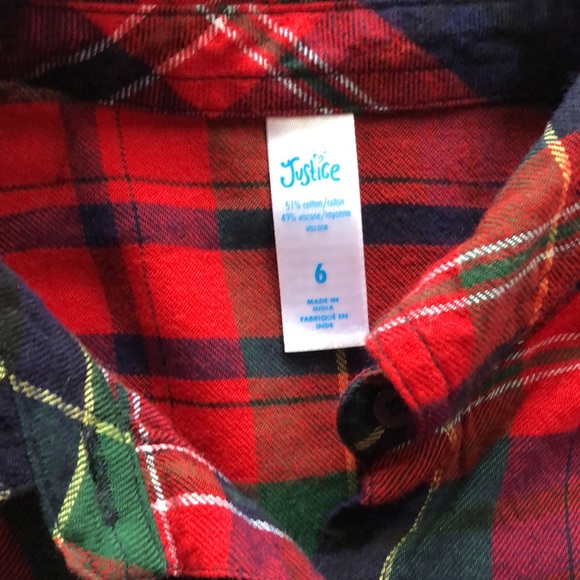 Justice
51% cotton/coton
49% viscose/rayonne
viscose
6
MADE IN
INDIA
FABRIQUÉ EN
INDE